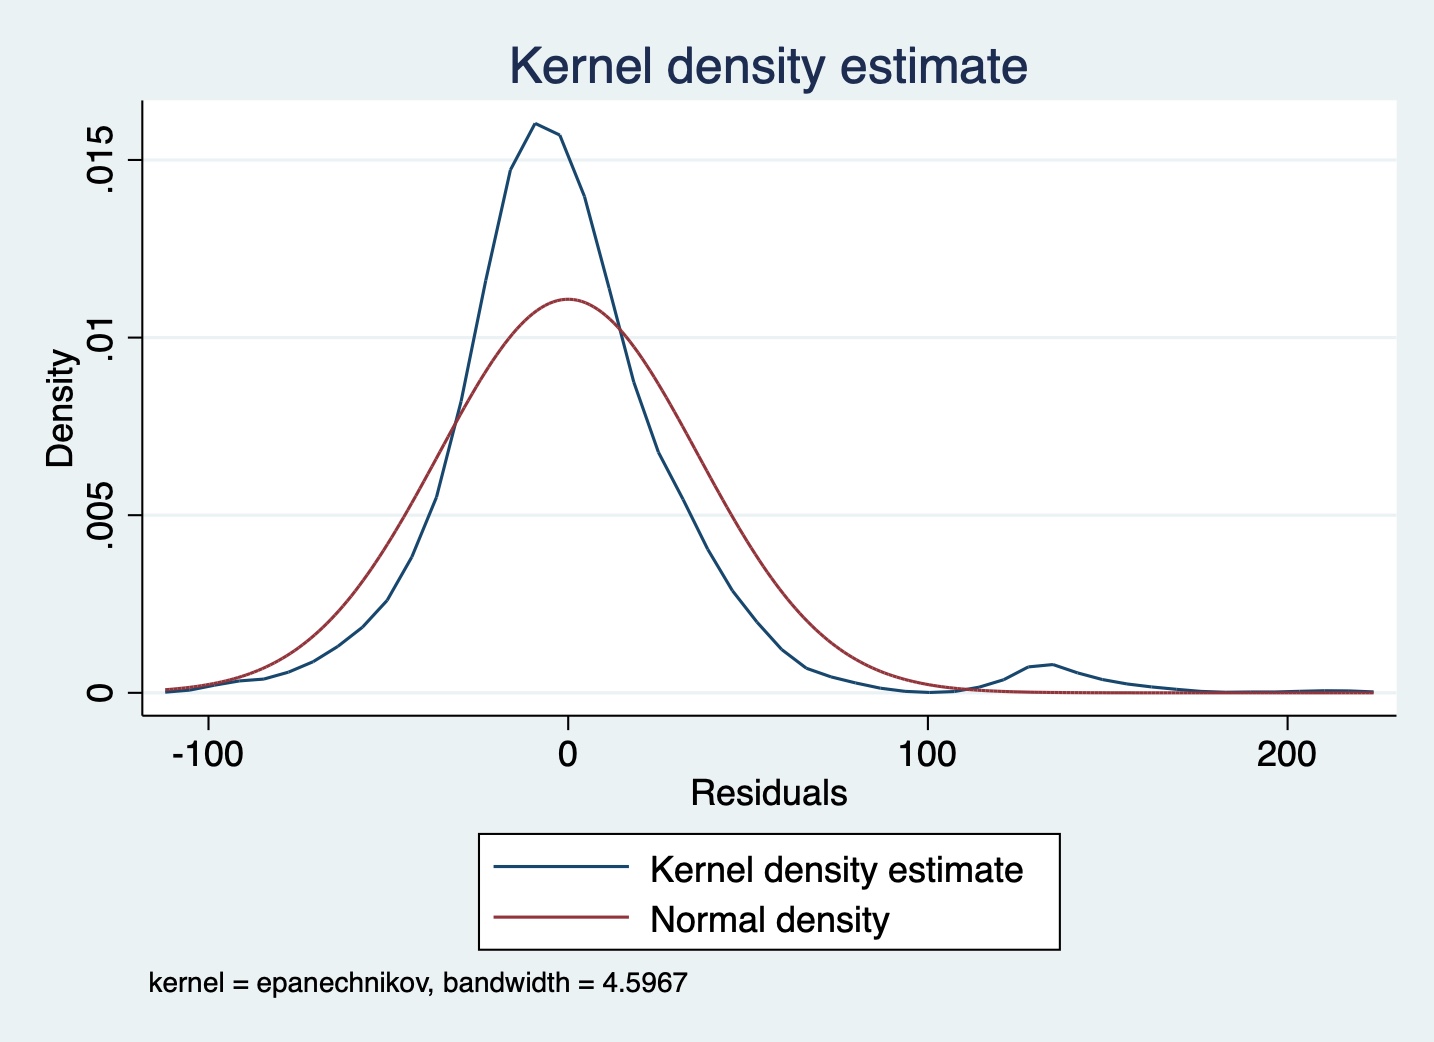 Kernel density estimate
.015
.01
.005
0
Density
-100 0 100 200
Residuals
Kernel density estimate
Normal density
kernel = epanechnikov, bandwidth = 4.5967